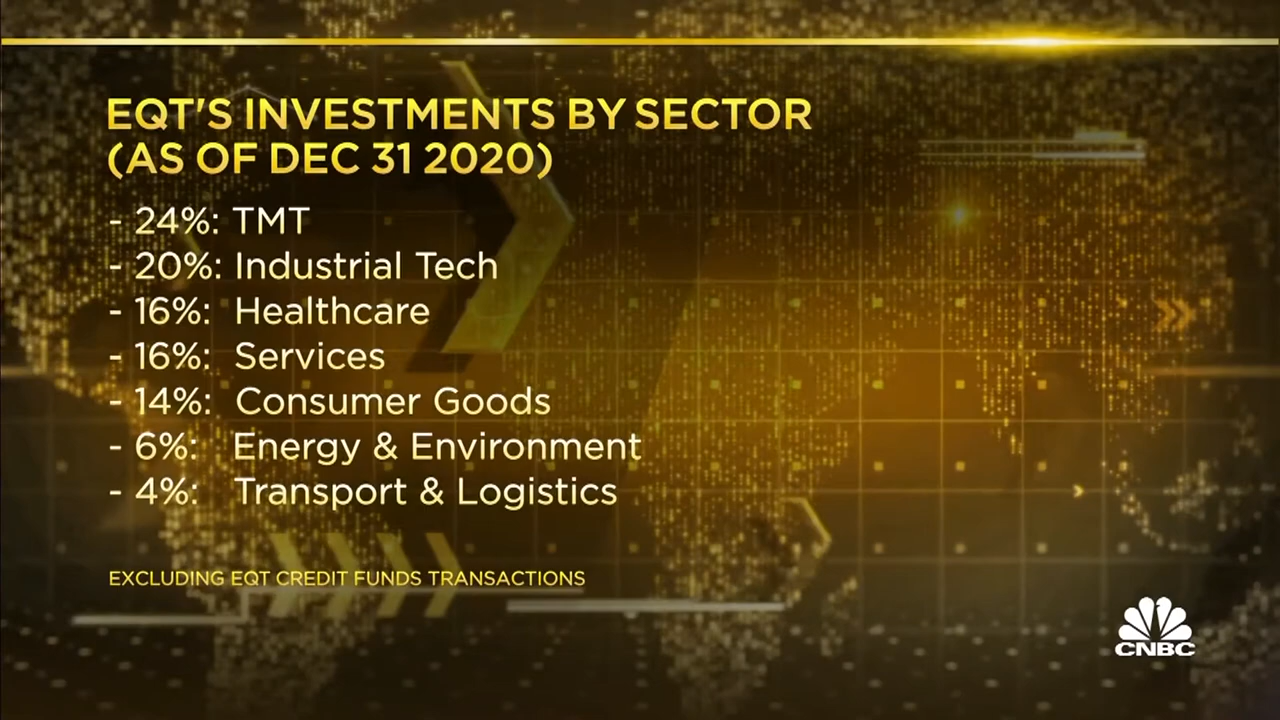 EQT'S INVESTMENTS BY SECTOR
(AS OF DEC 31 2020)
- 24%: TMT
- 20%: Industrial Tech
- 16%: Healthcare
- 16%: Services
- 14%: Consumer Goods
- 6%: Energy & Environment
- 4%: Transport & Logistics
EXCLUDING EQT CREDIT FUNDS TRANSACTIONS
CNBC